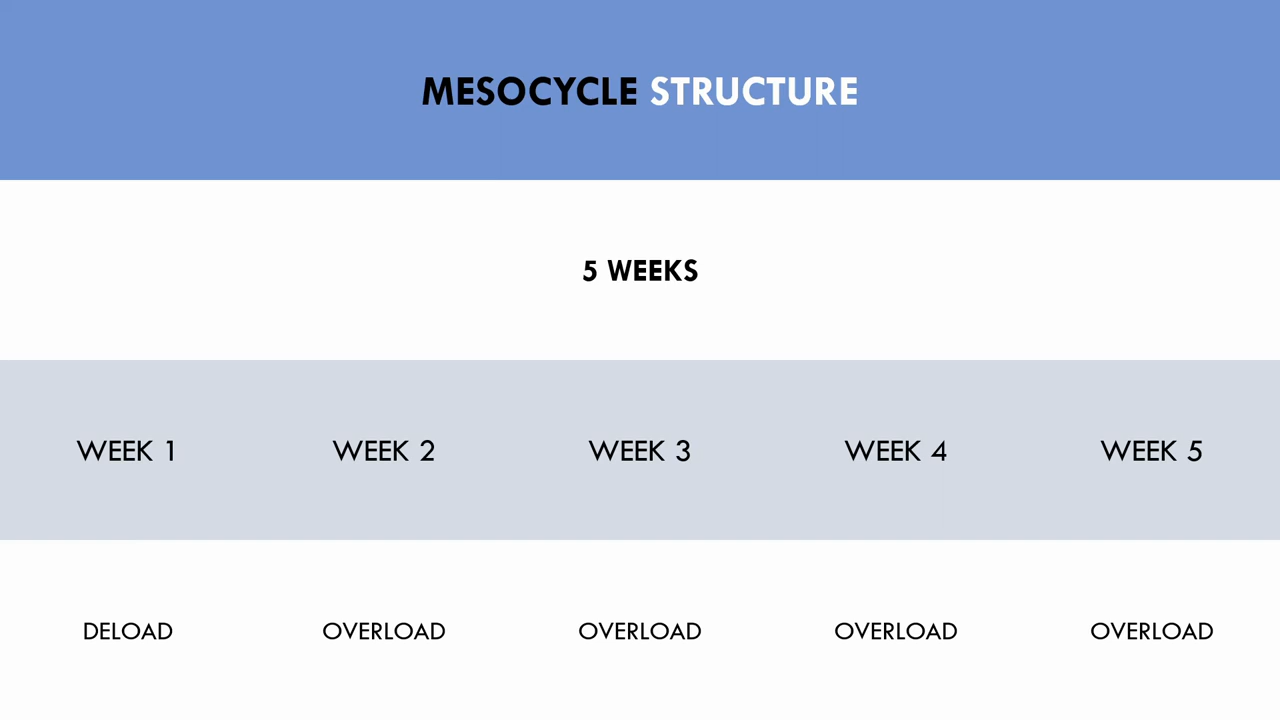 MESOCYCLE STRUCTURE
5 WEEKS
WEEK 1 WEEK 2 WEEK 3 WEEK 4 WEEK 5
DELOAD OVERLOAD OVERLOAD OVERLOAD OVERLOAD